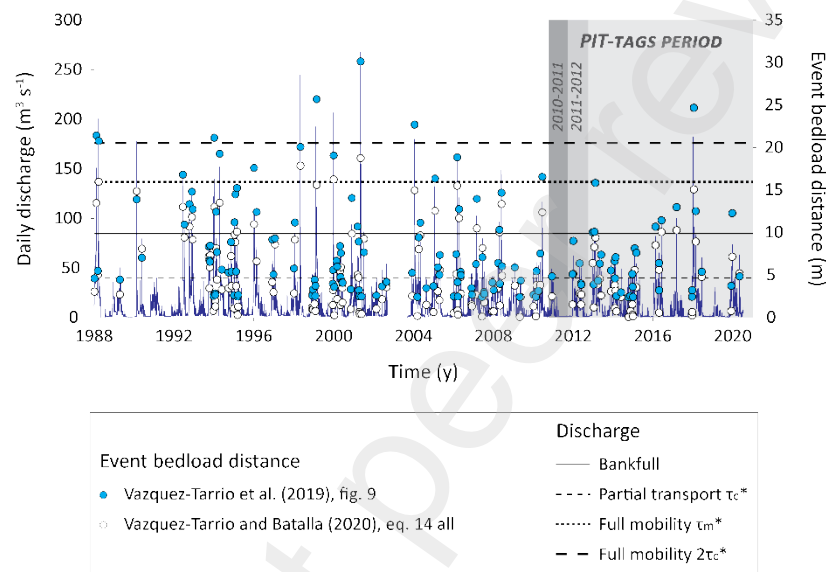 300
250
200
150
100
50
0
Daily discharge (m³ s⁻¹)
35
30
25
20
15
10
5
0
Event bedload distance (m)
PIT-TAGS PERIOD
2010-2011
2011-2012
1988 1992 1996 2000 2004 2008 2012 2016 2020
Time (y)
Event bedload distance
Vazquez-Tarrio et al. (2019), fig. 9
Vazquez-Tarrio and Batalla (2020), eq. 14 all
Discharge
Bankfull
Partial transport τc*
Full mobility τm*
Full mobility 2τc*
t peer rev